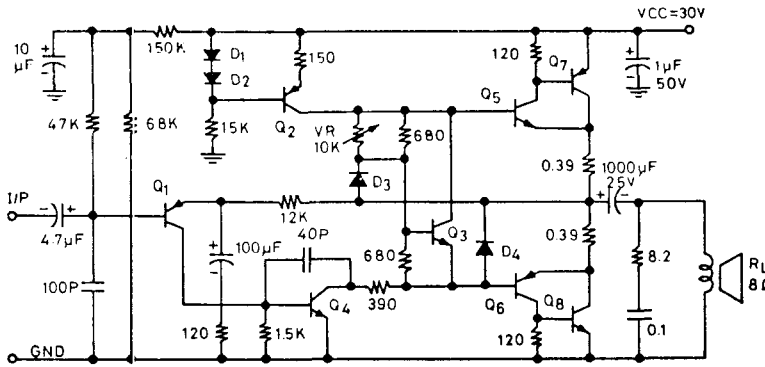 VCC=30V
10 µF
150K
D1
D2
150
120
Q7
1µF
50V
47K
68K
15K
Q2
VR
10K
680
Q5
0.39
1000µF
25V
I/P
Q1
D3
12K
4.7µF
100µF
40P
680
Q3
D4
0.39
8.2
RL
8Ω
100P
Q4
390
Q6
Q8
120
1.5K
120
0.1
GND